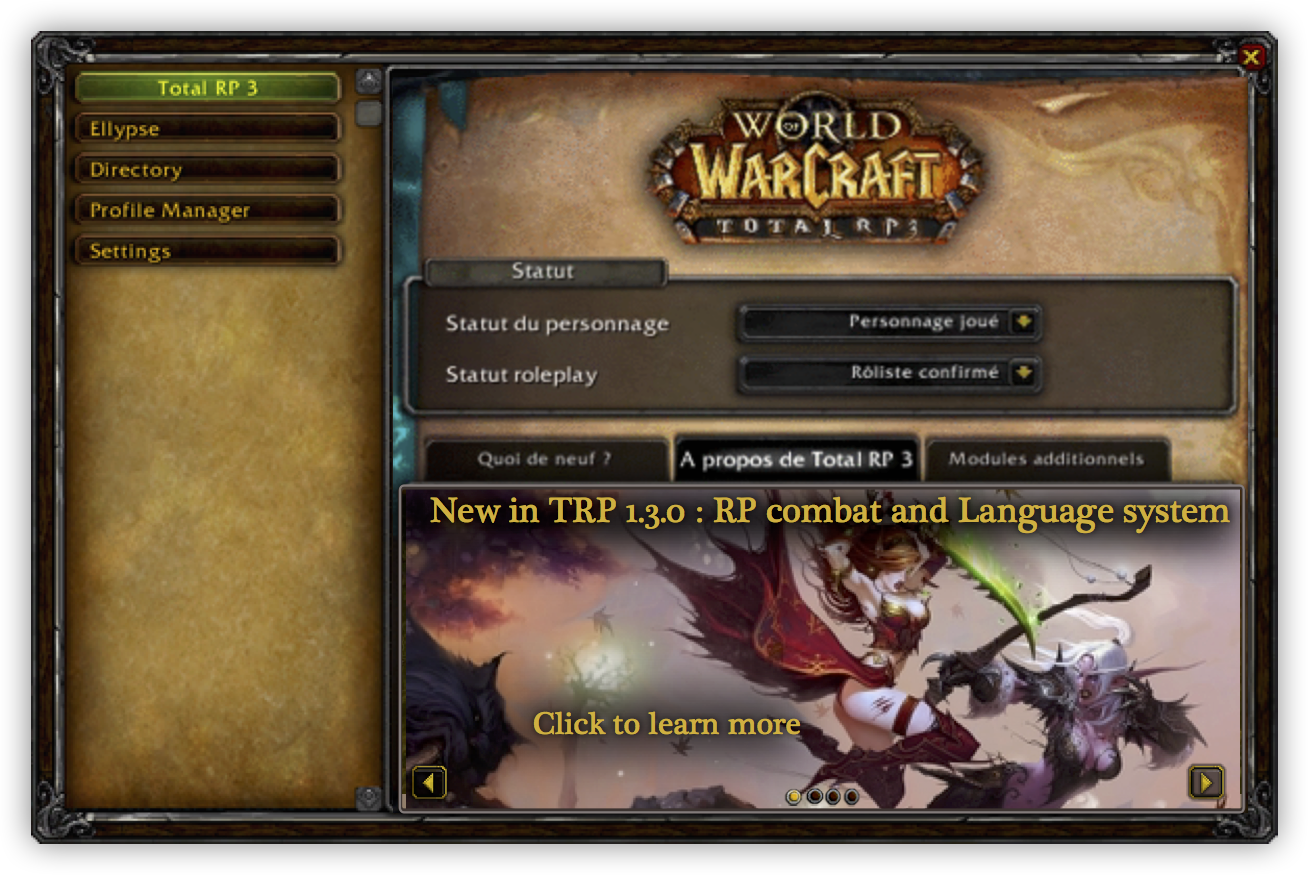 Total RP 3
Ellypse
Directory
Profile Manager
Settings
WORLD OF WARCRAFT
TOTAL RP3
Statut
Statut du personnage
Personnage joué
Statut roleplay
Rôliste confirmé
Quoi de neuf ?
A propos de Total RP 3
Modules additionnels
New in TRP 1.3.0 : RP combat and Language system
Click to learn more